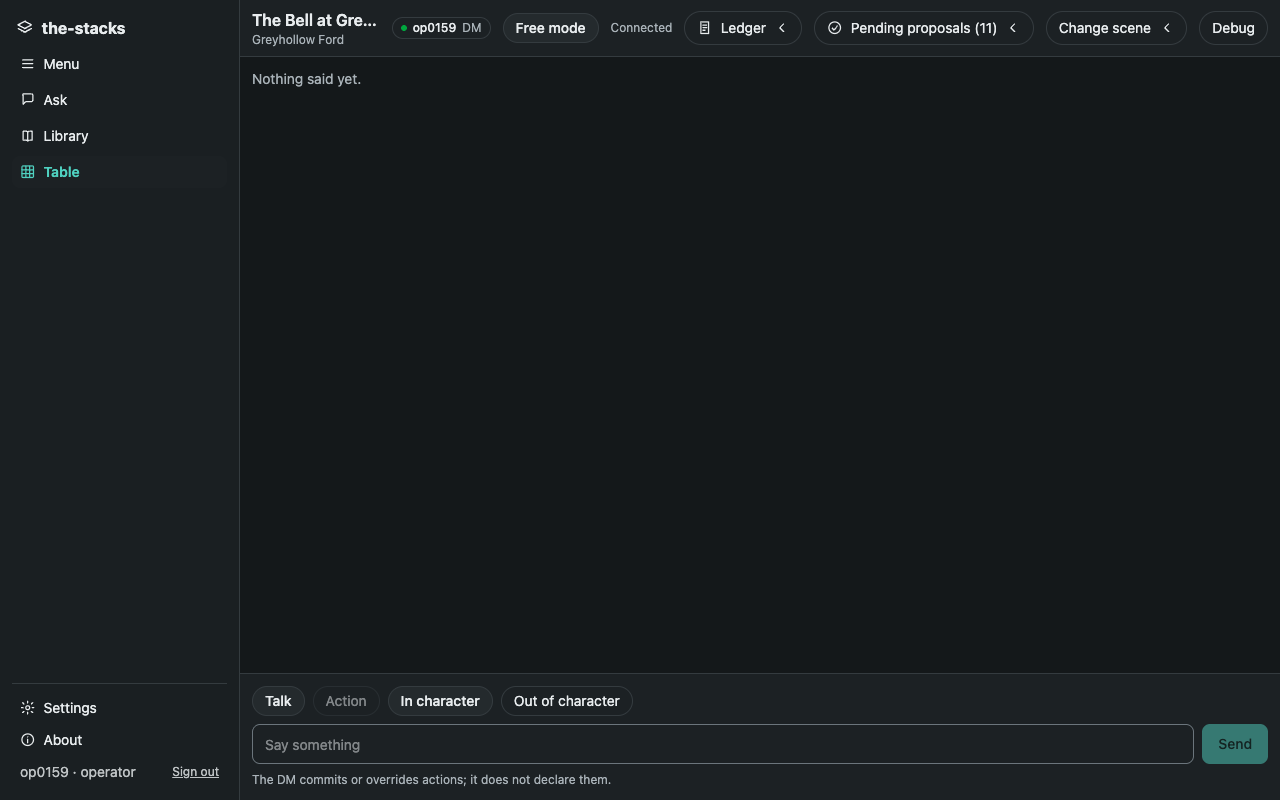 the-stacks
Menu
Ask
Library
Table
Settings
About
op0159 · operator
Sign out
The Bell at Gre...
Greyhollow Ford
op0159 DM
Free mode
Connected
Ledger
Pending proposals (11)
Change scene
Debug
Nothing said yet.
Talk
Action
In character
Out of character
Say something
Send
The DM commits or overrides actions; it does not declare them.